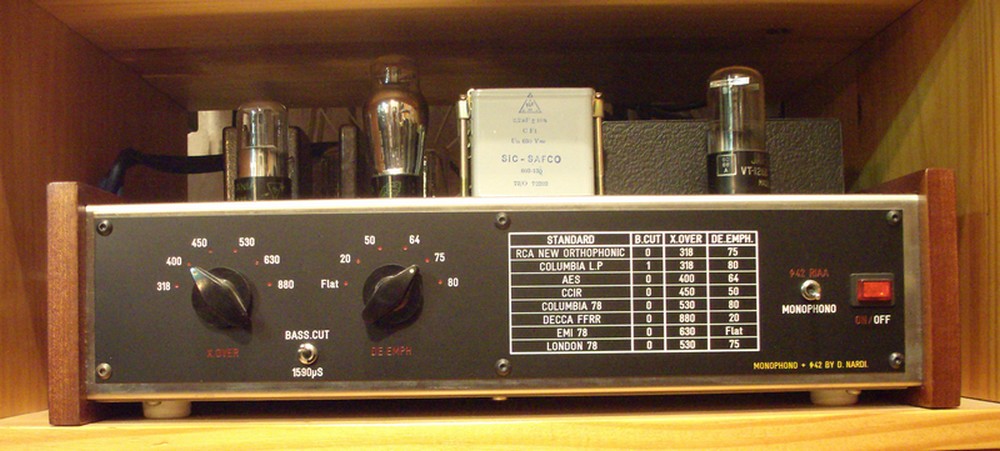 SIC-SAFCO
450 530
400 630
318 880
X.OVER
BASS.CUT
1590µS
50 64
20 75
Flat 80
DE.EMPH
STANDARD B.CUT X.OVER DE.EMPH.
RCA NEW ORTHOPHONIC 0 318 75
COLUMBIA L.P 1 318 80
AES 0 400 64
CCIR 0 450 50
COLUMBIA 78 0 530 80
DECCA FFRR 0 880 20
EMI 78 0 630 Flat
LONDON 78 0 530 75
RIAA
MONOPHONO
ON/OFF
MONOPHONO + 42 BY D. NARDI.